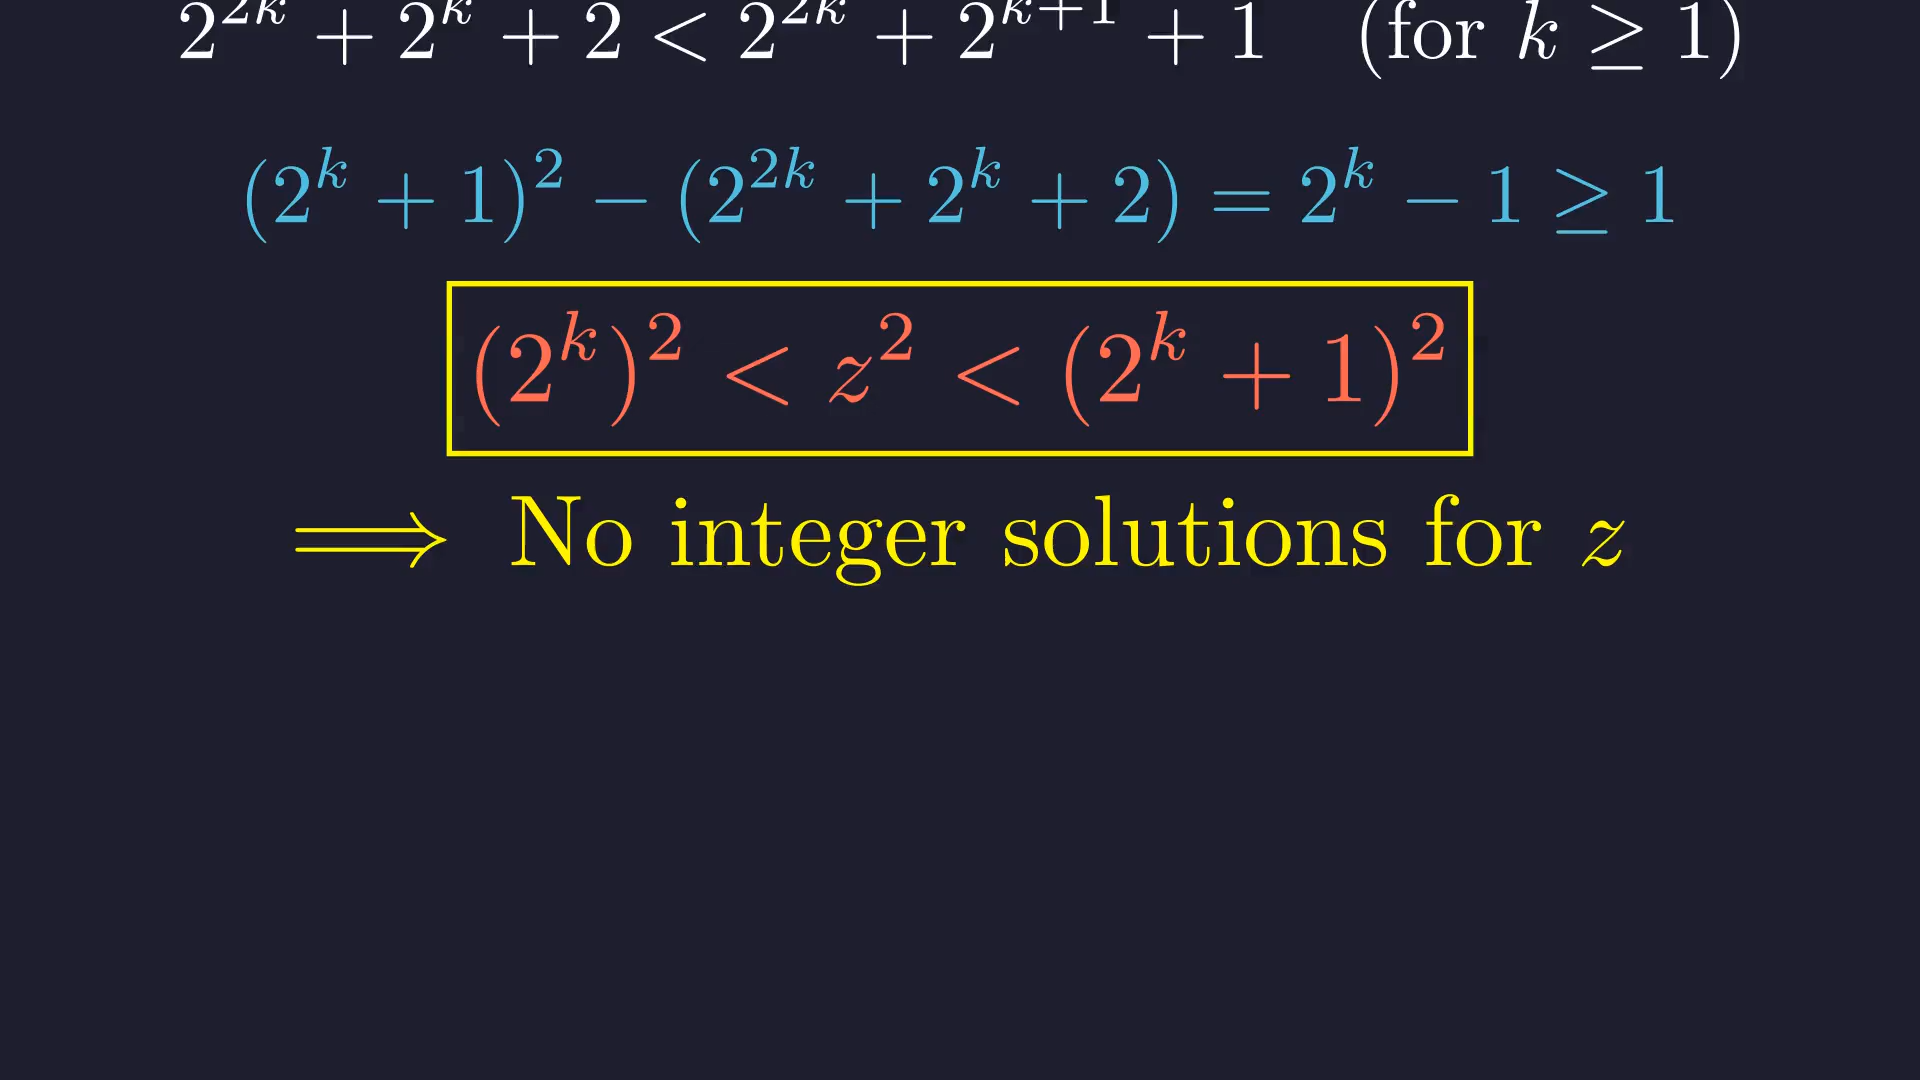 2^{2k} + 2^k + 2 < 2^{2k} + 2^{k+1} + 1 (for k ≥ 1)
(2^k + 1)^2 − (2^{2k} + 2^k + 2) = 2^k − 1 ≥ 1
(2^k)^2 < z^2 < (2^k + 1)^2
⟹ No integer solutions for z